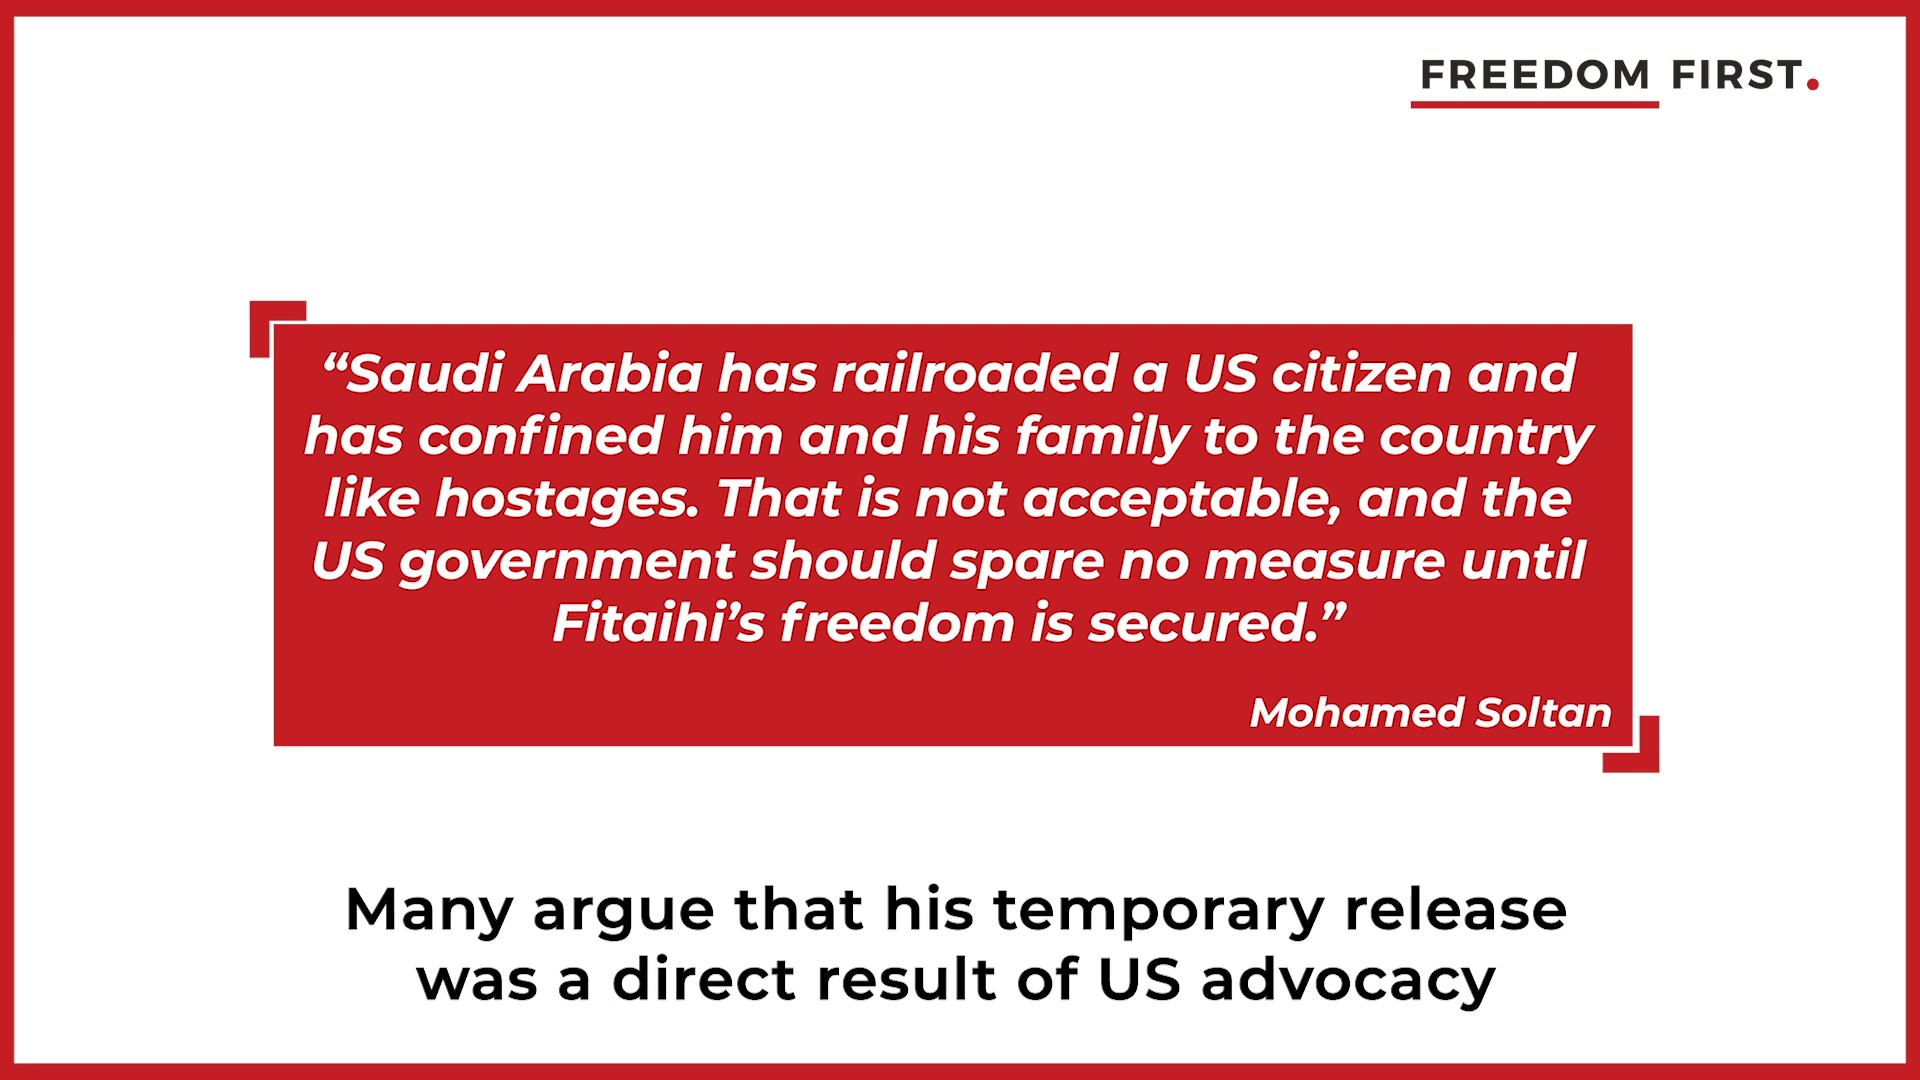 FREEDOM FIRST.
“Saudi Arabia has railroaded a US citizen and
has confined him and his family to the country
like hostages. That is not acceptable, and the
US government should spare no measure until
Fitaihi’s freedom is secured.”
Mohamed Soltan
Many argue that his temporary release
was a direct result of US advocacy